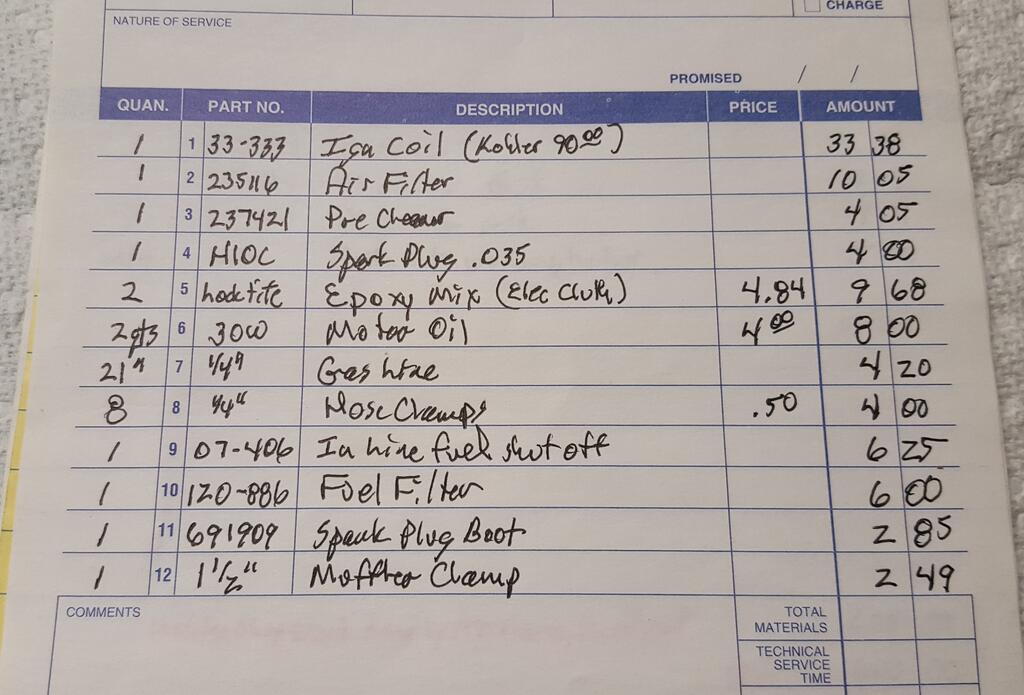 CHARGE
NATURE OF SERVICE
PROMISED / /
QUAN. PART NO. DESCRIPTION PRICE AMOUNT
1 1 33-333 Ign Coil (Kohler 90.00) 33 38
1 2 235116 Air Filter 10 05
1 3 237421 Pre Cleaner 4 05
1 4 H10C Spark Plug .035 4 00
2 5 Locktite Epoxy Mix (Elec Clutch) 4.84 9 68
2 qts 6 30W Motor Oil 4 00 8 00
21" 7 1/4" Gas Line 4 20
8 8 1/4" Hose Clamps .50 4 00
1 9 07-406 In Line fuel shut off 6 25
1 10 120-886 Fuel Filter 6 00
1 11 691909 Spark Plug Boot 2 85
1 12 1 1/2" Muffler Clamp 2 49
COMMENTS
TOTAL
MATERIALS
TECHNICAL
SERVICE
TIME